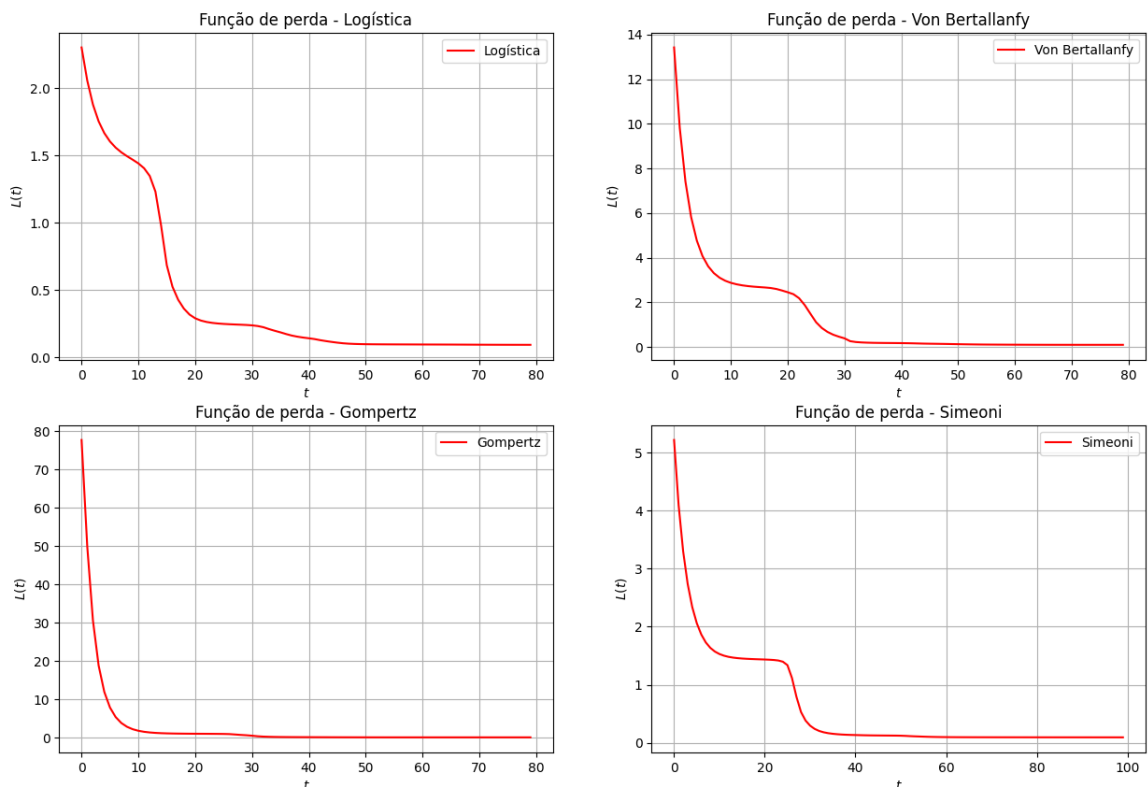 Função de perda - Logística
Logística
L(t)
2.0
1.5
1.0
0.5
0.0
0 10 20 30 40 50 60 70 80
t
Função de perda - Von Bertallanfy
Von Bertallanfy
L(t)
14
12
10
8
6
4
2
0
0 10 20 30 40 50 60 70 80
t
Função de perda - Gompertz
Gompertz
L(t)
80
70
60
50
40
30
20
10
0
0 10 20 30 40 50 60 70 80
t
Função de perda - Simeoni
Simeoni
L(t)
5
4
3
2
1
0
0 20 40 60 80 100
t